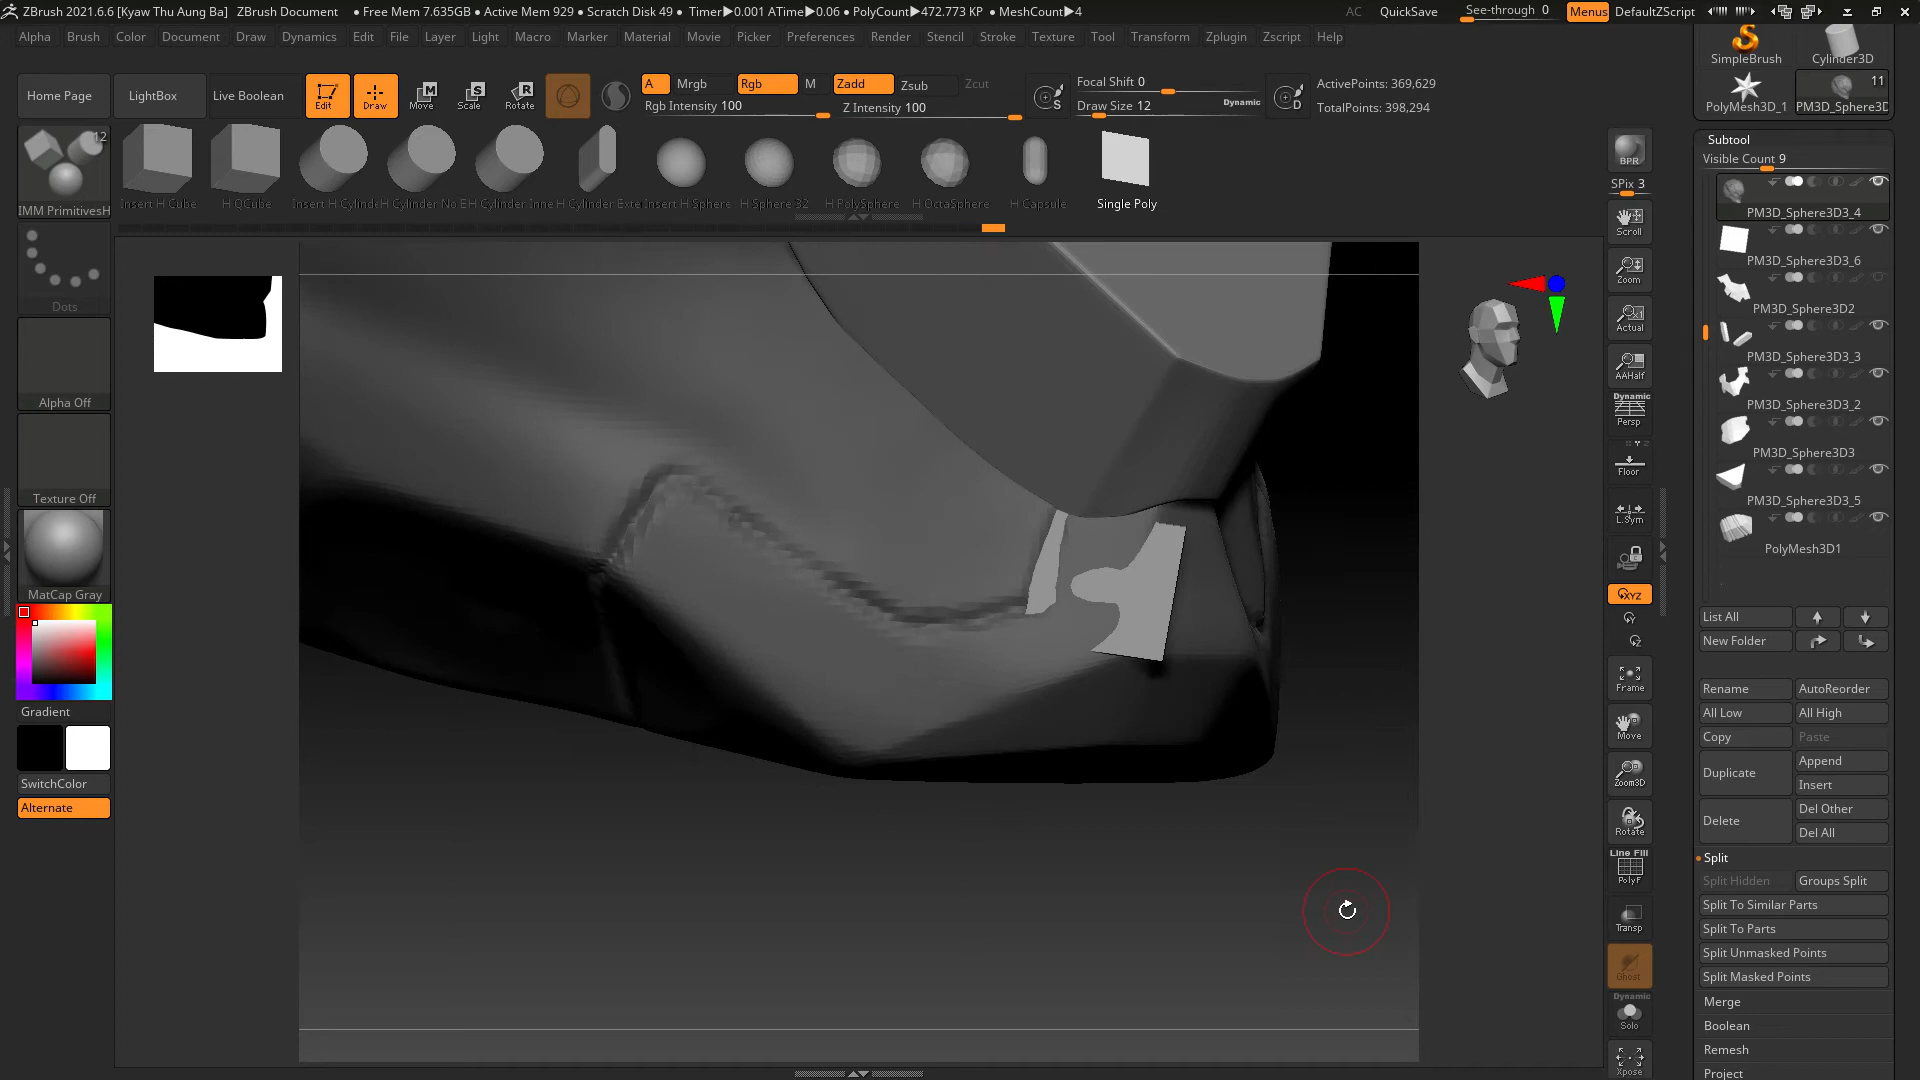 ZBrush 2021.6.6 [Kyaw Thu Aung Ba] ZBrush Document ● Free Mem 7.635GB ● Active Mem 929 ● Scratch Disk 49 ● Timer▶0.001 ATime▶0.06 ● PolyCount▶472.773 KP ● MeshCount▶4 AC QuickSave See-through 0 Menus DefaultZScript
Alpha Brush Color Document Draw Dynamics Edit File Layer Light Macro Marker Material Movie Picker Preferences Render Stencil Stroke Texture Tool Transform Zplugin Zscript Help
Home Page LightBox Live Boolean Edit Draw Move Scale Rotate
A Mrgb Rgb M Zadd Zsub Zcut
Rgb Intensity 100 Z Intensity 100
Focal Shift 0
Draw Size 12 Dynamic
ActivePoints: 369,629
TotalPoints: 398,294
SimpleBrush Cylinder3D
11
PolyMesh3D_1 PM3D_Sphere3D
12
IMM PrimitivesH
Insert H Cube H QCube Insert H Cylinde H Cylinder No E H Cylinder Inne H Cylinder Exte Insert H Sphere H Sphere 32 H PolySphere H OctaSphere H Capsule Single Poly
Dots
Alpha Off
Texture Off
MatCap Gray
Gradient
SwitchColor
Alternate
BPR
SPix 3
Scroll
Zoom
Actual
AAHalf
Dynamic
Persp
Floor
L.Sym
XYZ
Frame
Move
Zoom3D
Rotate
Line Fill
PolyF
Transp
Ghost
Dynamic
Solo
Xpose
Subtool
Visible Count 9
PM3D_Sphere3D3_4
PM3D_Sphere3D3_6
PM3D_Sphere3D2
PM3D_Sphere3D3_3
PM3D_Sphere3D3_2
PM3D_Sphere3D3
PM3D_Sphere3D3_5
PolyMesh3D1
List All
New Folder
Rename AutoReorder
All Low All High
Copy Paste
Duplicate Append
Insert
Delete Del Other
Del All
Split
Split Hidden Groups Split
Split To Similar Parts
Split To Parts
Split Unmasked Points
Split Masked Points
Merge
Boolean
Remesh
Project